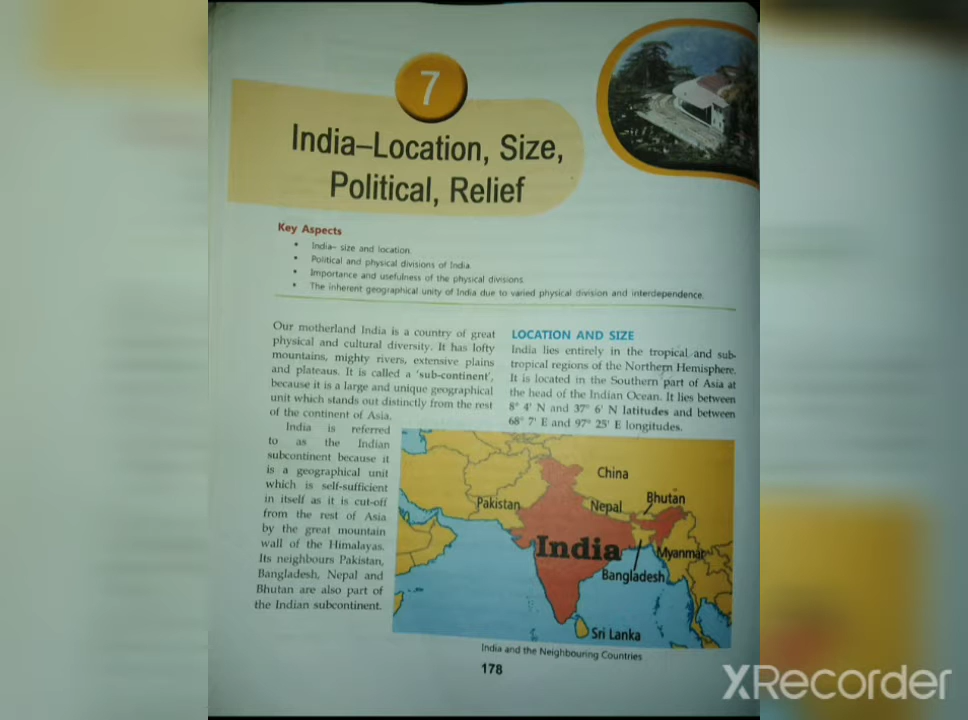 7
India–Location, Size,
Political, Relief
Key Aspects
• India– size and location
• Political and physical divisions of India
• Importance and usefulness of the physical divisions
• The inherent geographical unity of India due to varied physical division and interdependence.
Our motherland India is a country of great
physical and cultural diversity. It has lofty
mountains, mighty rivers, extensive plains
and plateaus. It is called a 'sub-continent',
because it is a large and unique geographical
unit which stands out distinctly from the rest
of the continent of Asia.
India is referred
to as the Indian
subcontinent because it
is a geographical unit
which is self-sufficient
in itself as it is cut-off
from the rest of Asia
by the great mountain
wall of the Himalayas.
Its neighbours Pakistan,
Bangladesh, Nepal and
Bhutan are also part of
the Indian subcontinent.
LOCATION AND SIZE
India lies entirely in the tropical and sub-
tropical regions of the Northern Hemisphere.
It is located in the Southern part of Asia at
the head of the Indian Ocean. It lies between
8° 4' N and 37° 6' N latitudes and between
68° 7' E and 97° 25' E longitudes.
China
Pakistan
Nepal
Bhutan
India
Myanmar
Bangladesh
Sri Lanka
India and the Neighbouring Countries
178
XRecorder